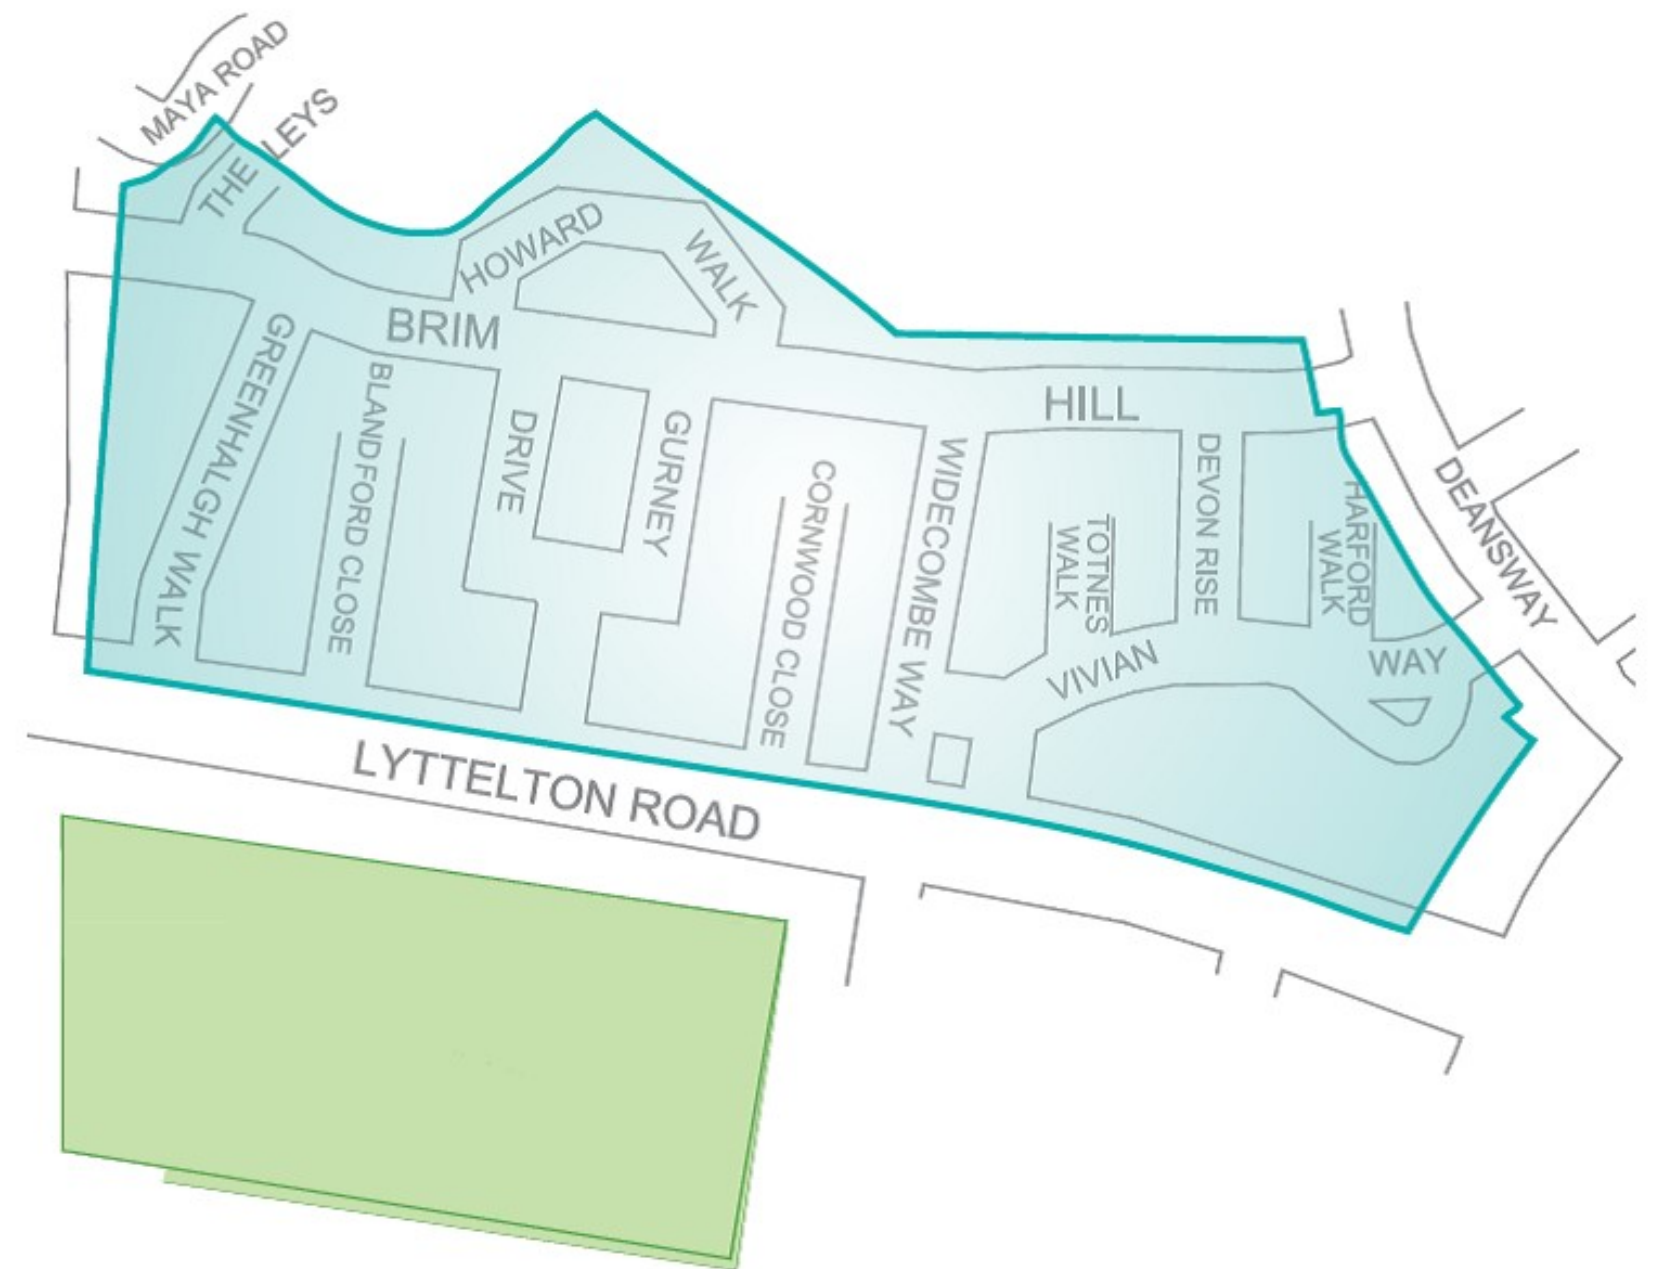 MAYA ROAD
THE LEYS
HOWARD
WALK
BRIM
HILL
GREENHALGH WALK
BLANDFORD CLOSE
DRIVE
GURNEY
CORNWOOD CLOSE
WIDECOMBE WAY
TOTNES
WALK
DEVON RISE
HARFORD
WALK
DEANSWAY
VIVIAN
WAY
LYTTELTON ROAD